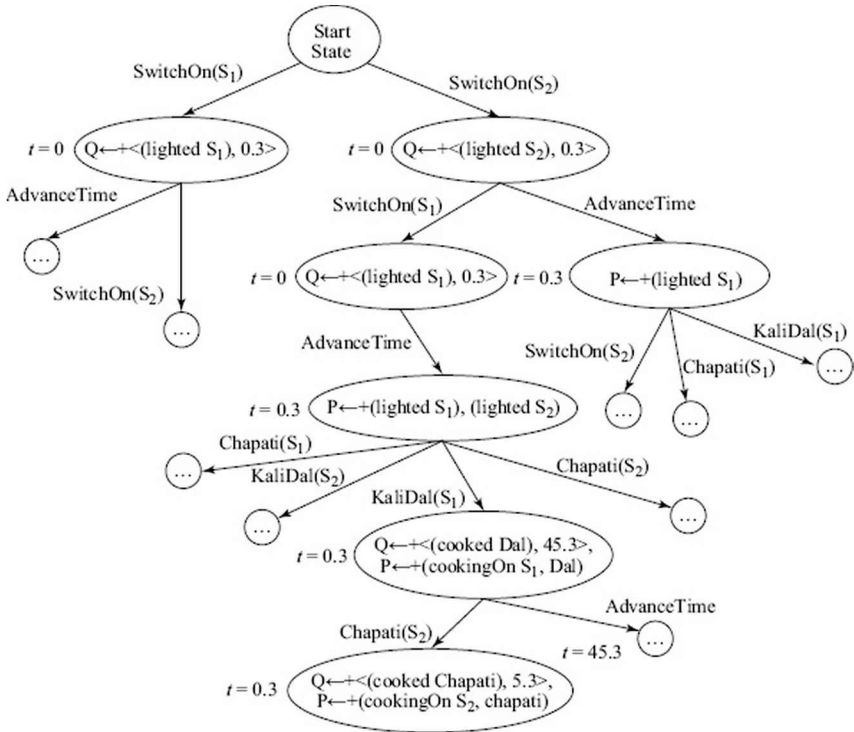 Start
State
SwitchOn(S₁)
SwitchOn(S₂)
t = 0
Q←+<(lighted S₁), 0.3>
t = 0
Q←+<(lighted S₂), 0.3>
AdvanceTime
SwitchOn(S₁)
AdvanceTime
...
SwitchOn(S₂)
...
t = 0
Q←+<(lighted S₁), 0.3>
t = 0.3
P←+(lighted S₁)
AdvanceTime
SwitchOn(S₂)
Chapati(S₁)
KaliDal(S₁)
...
...
...
t = 0.3
P←+(lighted S₁), (lighted S₂)
Chapati(S₁)
...
KaliDal(S₂)
...
KaliDal(S₁)
Chapati(S₂)
...
t = 0.3
Q←+<(cooked Dal), 45.3>,
P←+(cookingOn S₁, Dal)
Chapati(S₂)
AdvanceTime
...
t = 45.3
t = 0.3
Q←+<(cooked Chapati), 5.3>,
P←+(cookingOn S₂, chapati)